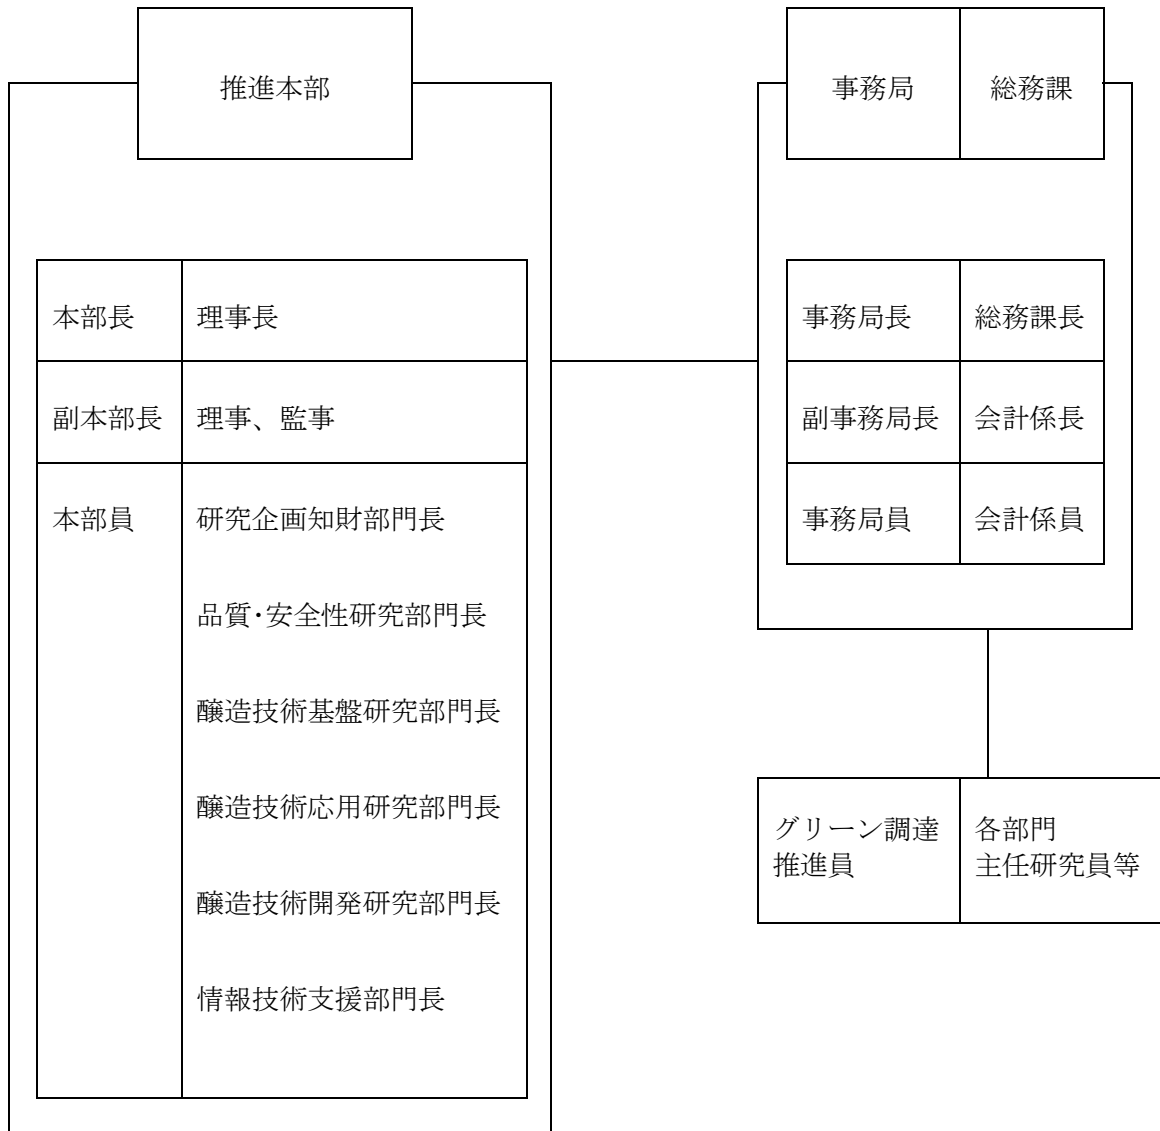 推進本部
本部長 理事長
副本部長 理事、監事
本部員 研究企画知財部門長
品質･安全性研究部門長
醸造技術基盤研究部門長
醸造技術応用研究部門長
醸造技術開発研究部門長
情報技術支援部門長
事務局 総務課
事務局長 総務課長
副事務局長 会計係長
事務局員 会計係員
グリーン調達
推進員
各部門
主任研究員等